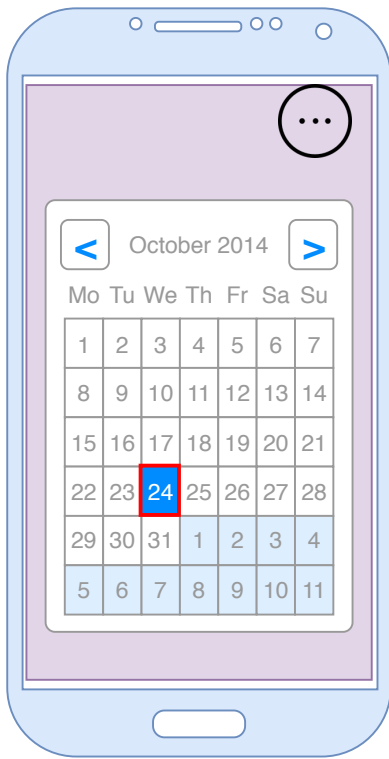 ...
< October 2014 >
Mo Tu We Th Fr Sa Su
1 2 3 4 5 6 7
8 9 10 11 12 13 14
15 16 17 18 19 20 21
22 23 24 25 26 27 28
29 30 31 1 2 3 4
5 6 7 8 9 10 11